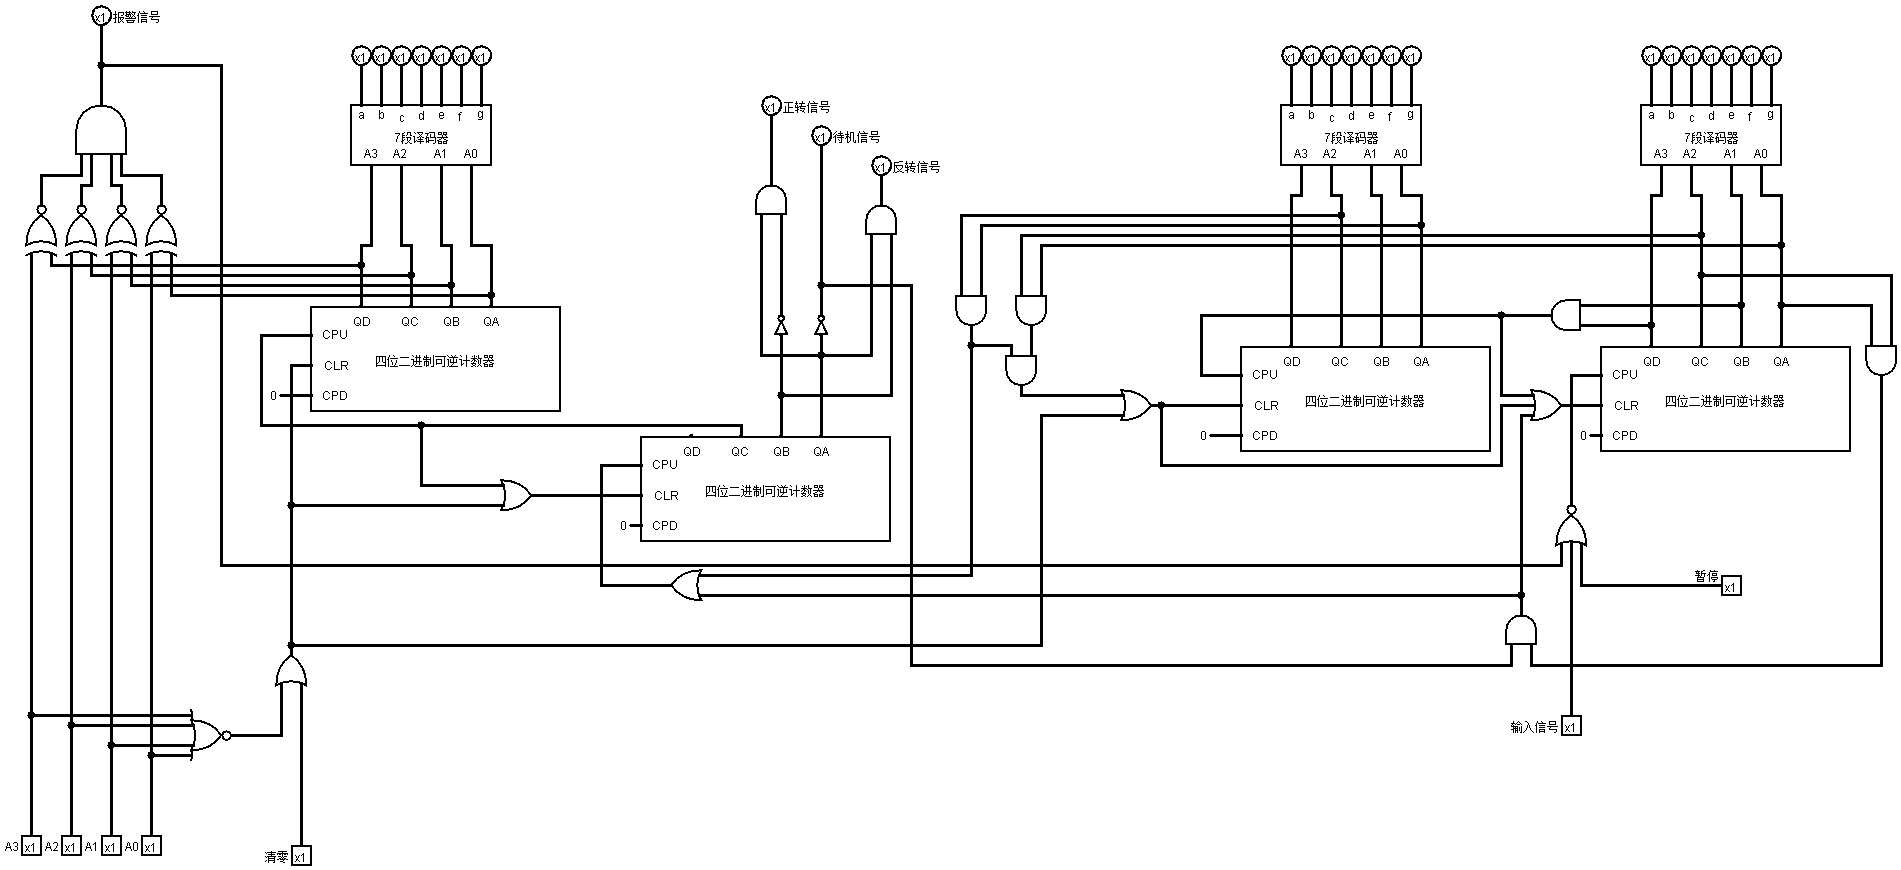 x1 报警信号
x1 x1 x1 x1 x1 x1 x1
a b c d e f g
7段译码器
A3 A2 A1 A0
x1 正转信号
x1 待机信号
x1 反转信号
x1 x1 x1 x1 x1 x1 x1
a b c d e f g
7段译码器
A3 A2 A1 A0
x1 x1 x1 x1 x1 x1 x1
a b c d e f g
7段译码器
A3 A2 A1 A0
QD QC QB QA
CPU
四位二进制可逆计数器
CLR
0 CPD
QD QC QB QA
CPU
四位二进制可逆计数器
CLR
0 CPD
QD QC QB QA
CPU
四位二进制可逆计数器
CLR
0 CPD
QD QC QB QA
CPU
四位二进制可逆计数器
CLR
0 CPD
暂停 x1
输入信号 x1
A3 x1 A2 x1 A1 x1 A0 x1
清零 x1